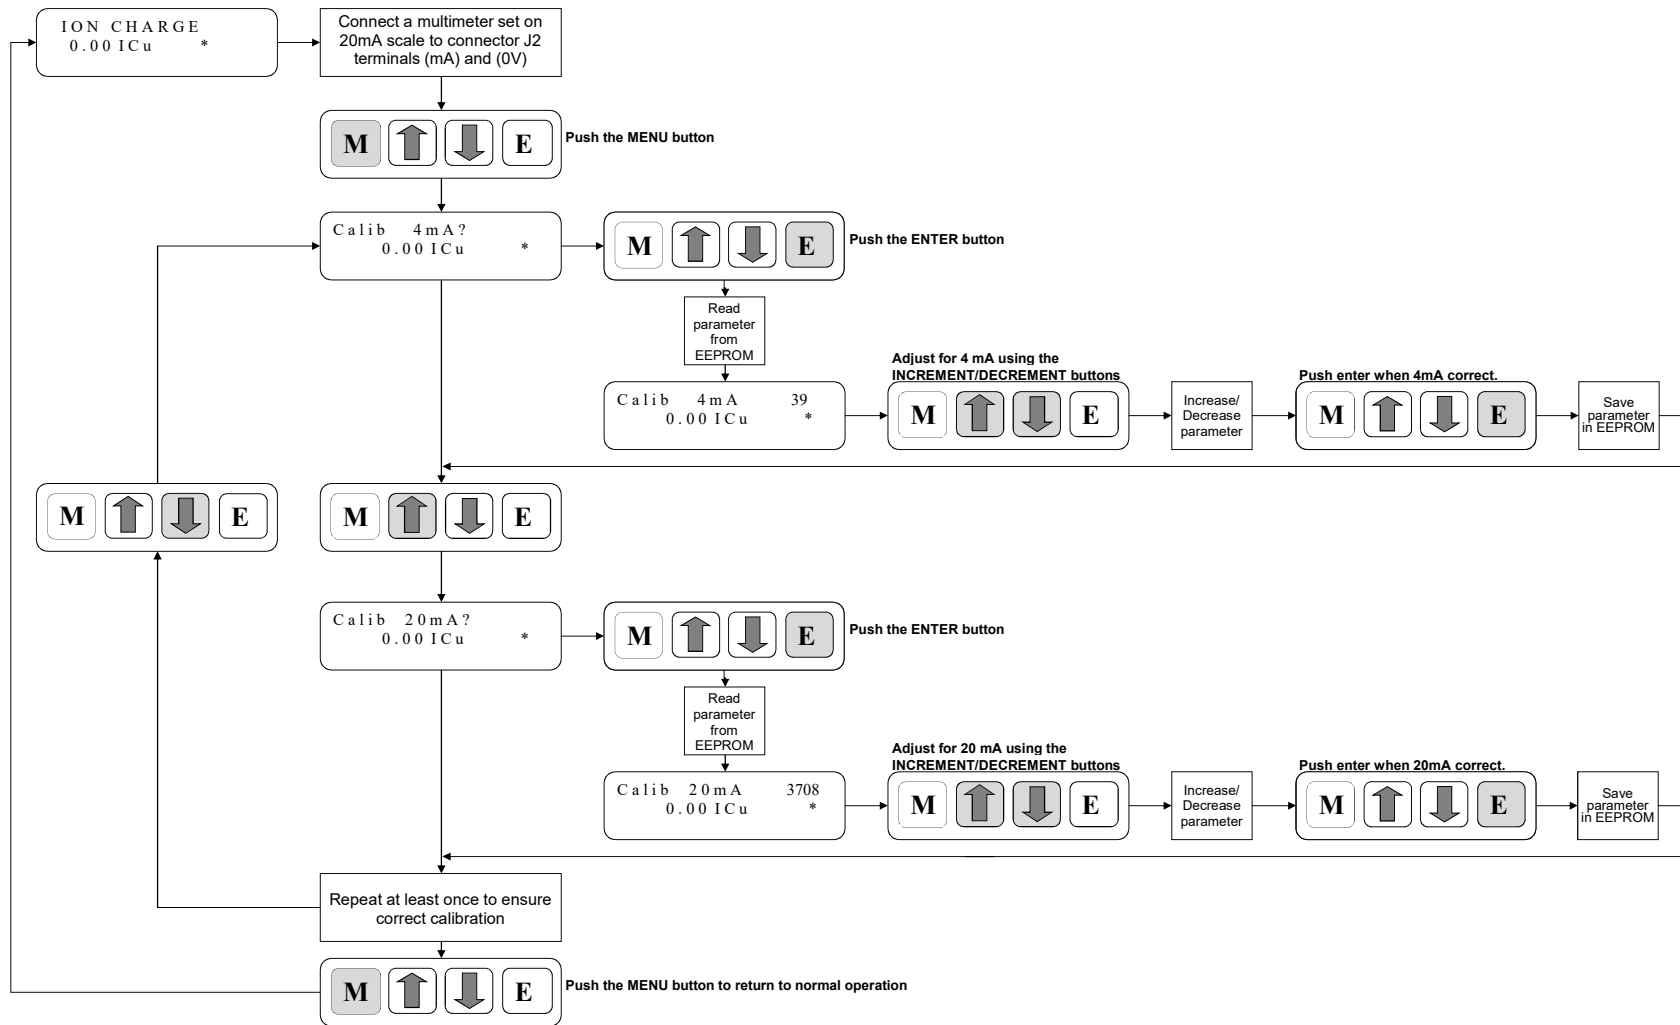 ION CHARGE
0.00 ICu *
Connect a multimeter set on
20mA scale to connector J2
terminals (mA) and (0V)
M E
Push the MENU button
Calib 4mA?
0.00 ICu *
M E
Push the ENTER button
Read
parameter
from
EEPROM
Calib 4mA 39
0.00 ICu *
Adjust for 4 mA using the
INCREMENT/DECREMENT buttons
M E
Increase/
Decrease
parameter
Push enter when 4mA correct.
M E
Save
parameter
in EEPROM
M E
M E
Calib 20mA?
0.00 ICu *
M E
Push the ENTER button
Read
parameter
from
EEPROM
Calib 20mA 3708
0.00 ICu *
Adjust for 20 mA using the
INCREMENT/DECREMENT buttons
M E
Increase/
Decrease
parameter
Push enter when 20mA correct.
M E
Save
parameter
in EEPROM
Repeat at least once to ensure
correct calibration
M E
Push the MENU button to return to normal operation